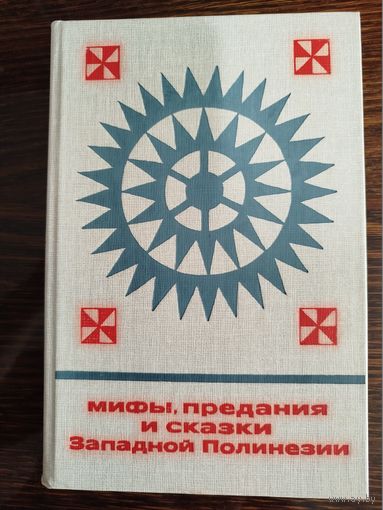 мифы, предания
и сказки
Западной Полинезии